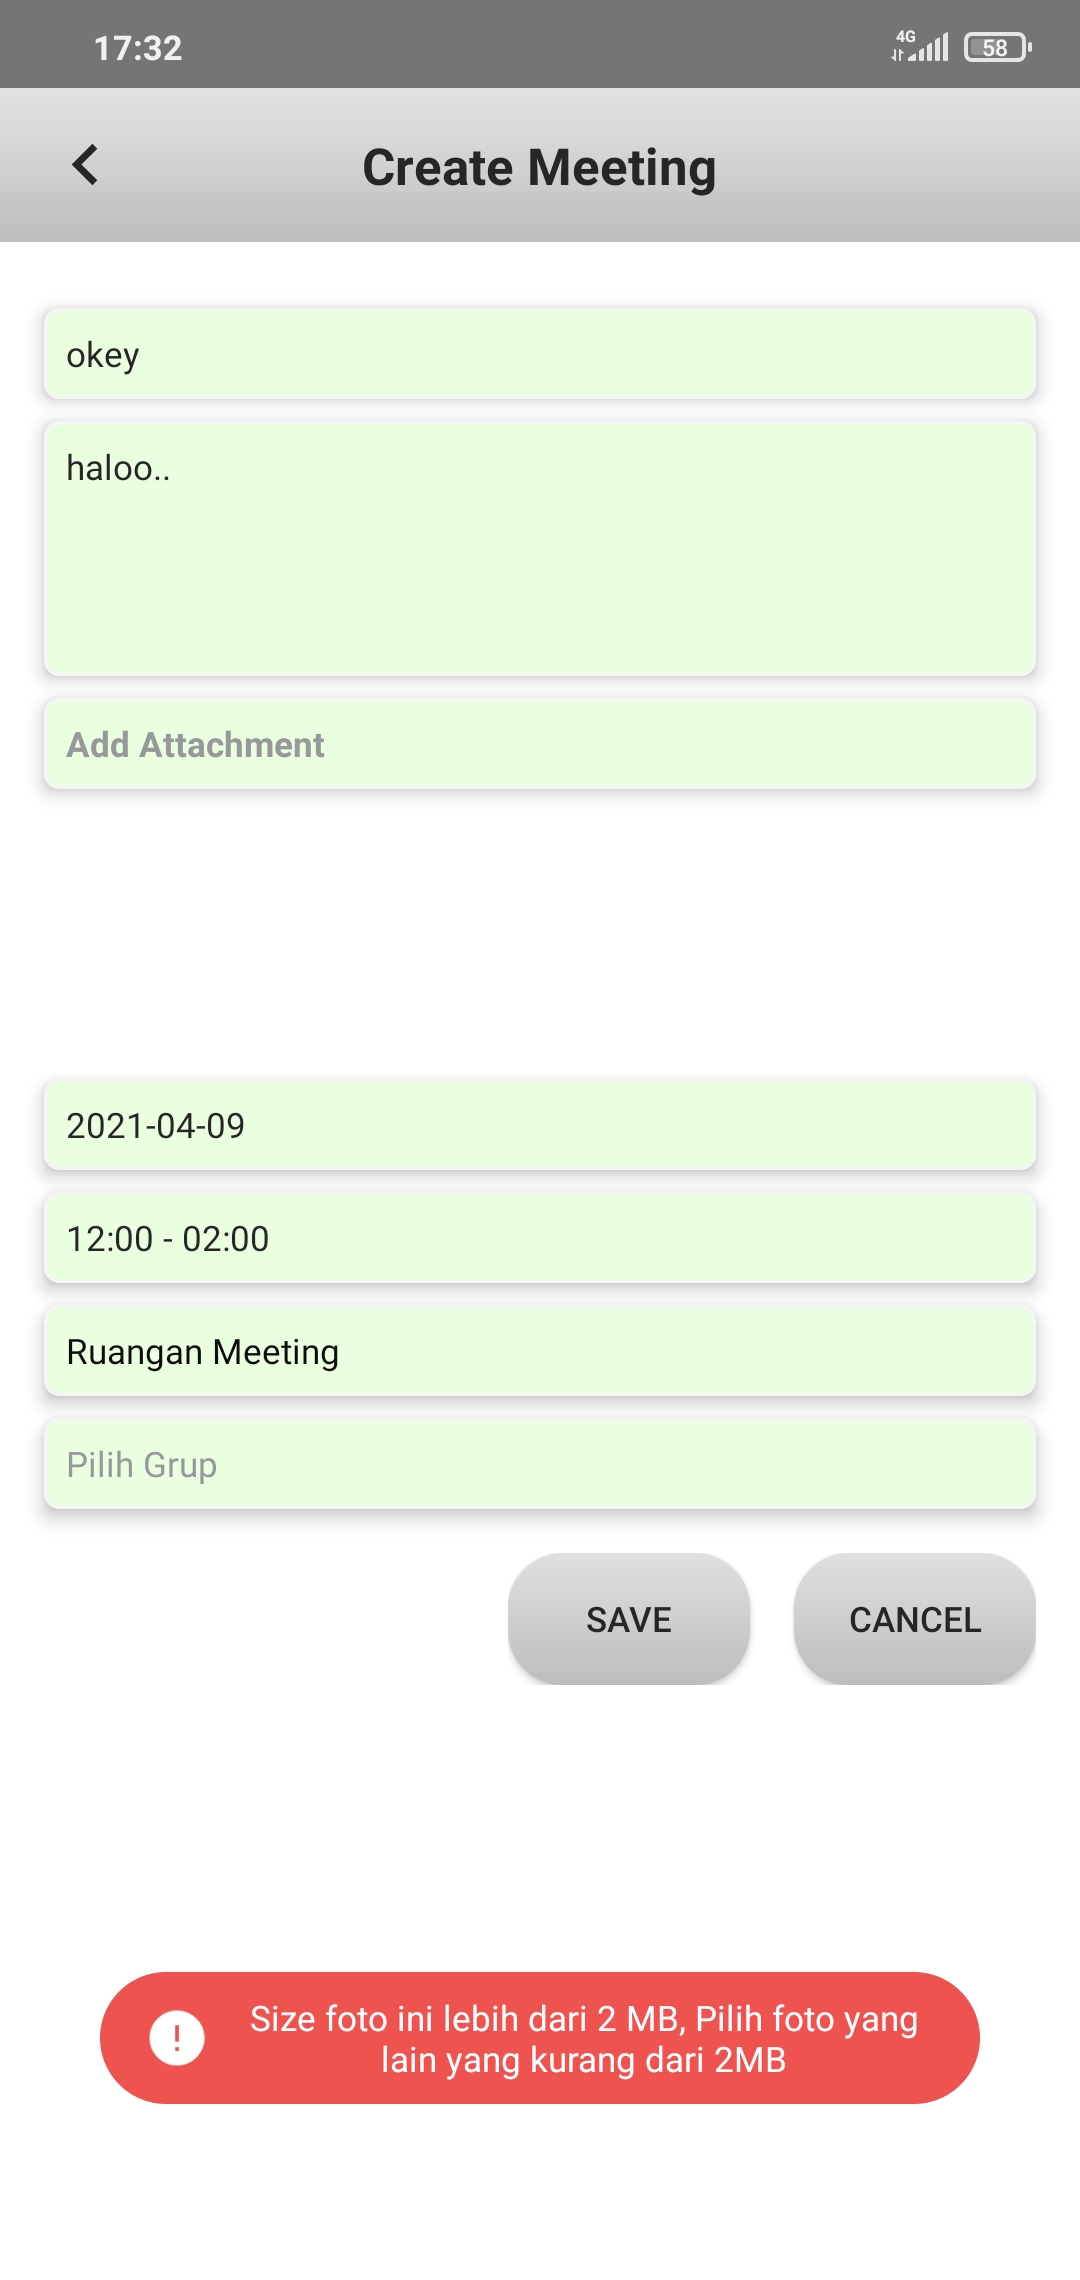 17:32
4G
58
Create Meeting
okey
haloo..
Add Attachment
2021-04-09
12:00 - 02:00
Ruangan Meeting
Pilih Grup
SAVE
CANCEL
!
Size foto ini lebih dari 2 MB, Pilih foto yang
lain yang kurang dari 2MB